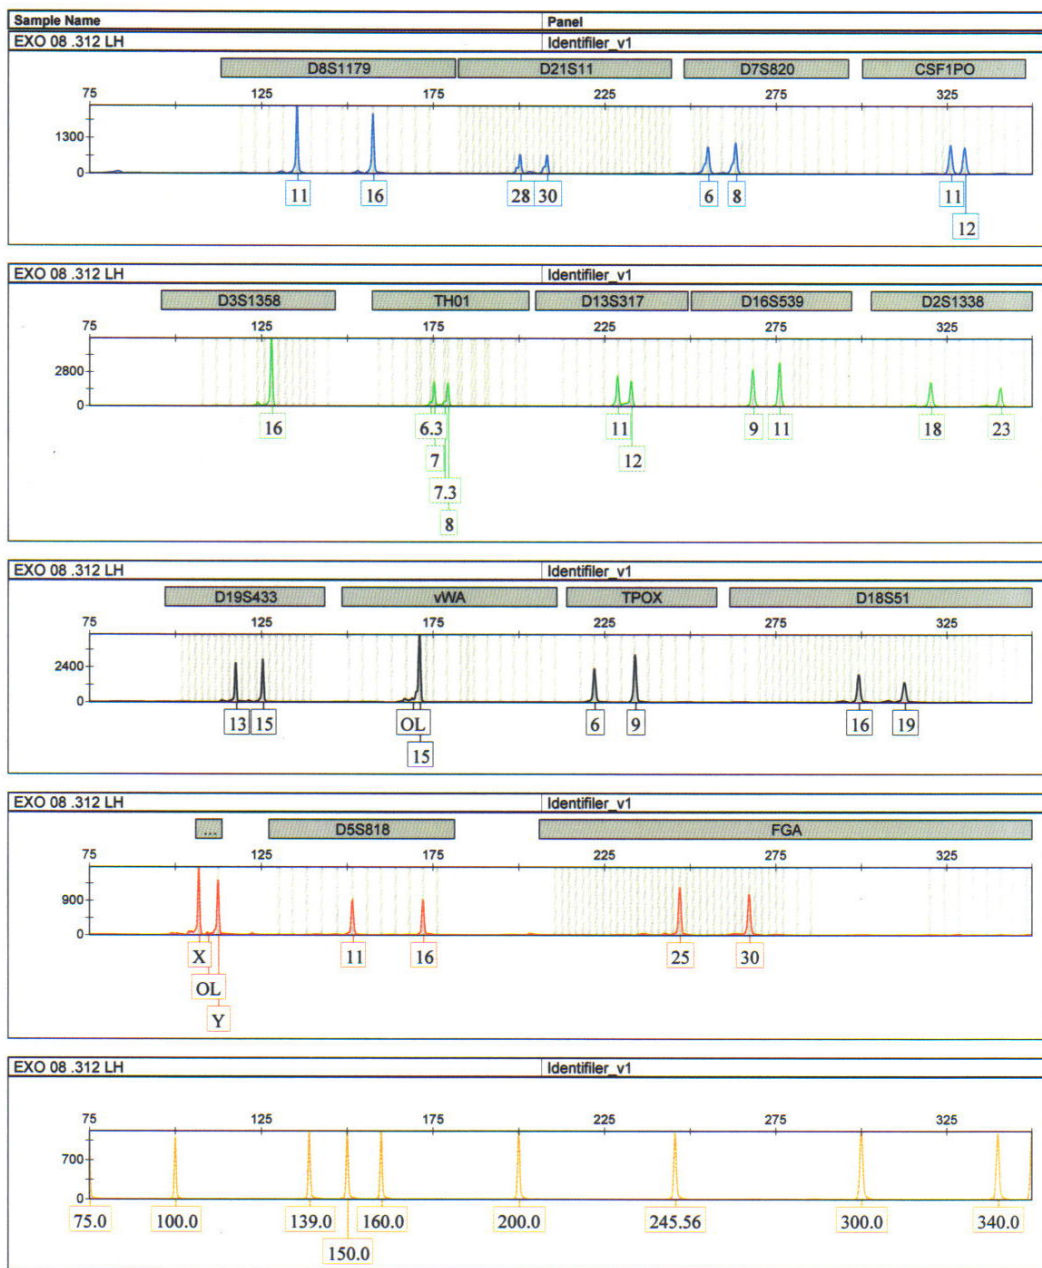 Sample Name Panel
EXO 08 .312 LH Identifiler_v1
D8S1179 D21S11 D7S820 CSF1PO
75 125 175 225 275 325
1300
0
11 16 28 30 6 8 11
12
EXO 08 .312 LH Identifiler_v1
D3S1358 TH01 D13S317 D16S539 D2S1338
75 125 175 225 275 325
2800
0
16 6.3 11 9 11 18 23
7 12
7.3
8
EXO 08 .312 LH Identifiler_v1
D19S433 vWA TPOX D18S51
75 125 175 225 275 325
2400
0
13 15 OL 6 9 16 19
15
EXO 08 .312 LH Identifiler_v1
... D5S818 FGA
75 125 175 225 275 325
900
0
X 11 16 25 30
OL
Y
EXO 08 .312 LH Identifiler_v1
75 125 175 225 275 325
700
0
75.0 100.0 139.0 160.0 200.0 245.56 300.0 340.0
150.0